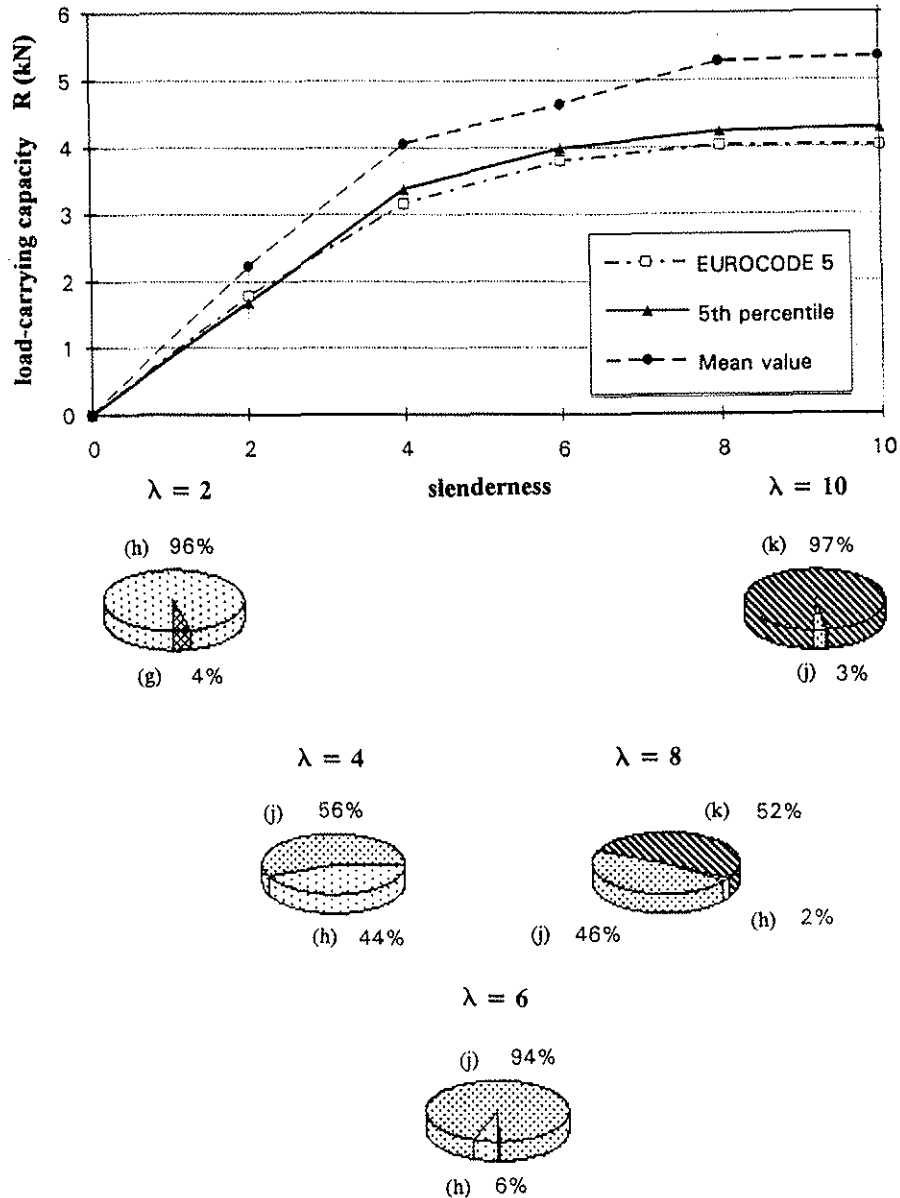 load-carrying capacity R (kN)
6
5
4
3
2
1
0
EUROCODE 5
5th percentile
Mean value
0 2 4 6 8 10
slenderness
λ = 2
λ = 10
(h) 96%
(g) 4%
(k) 97%
(j) 3%
λ = 4
λ = 8
(j) 56%
(h) 44%
(k) 52%
(j) 46%
(h) 2%
λ = 6
(j) 94%
(h) 6%